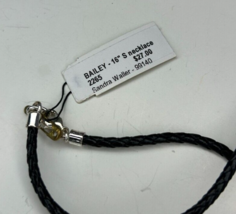 BAILEY - 16" S necklace
2265 $27.00
Sandra Waller - 99140